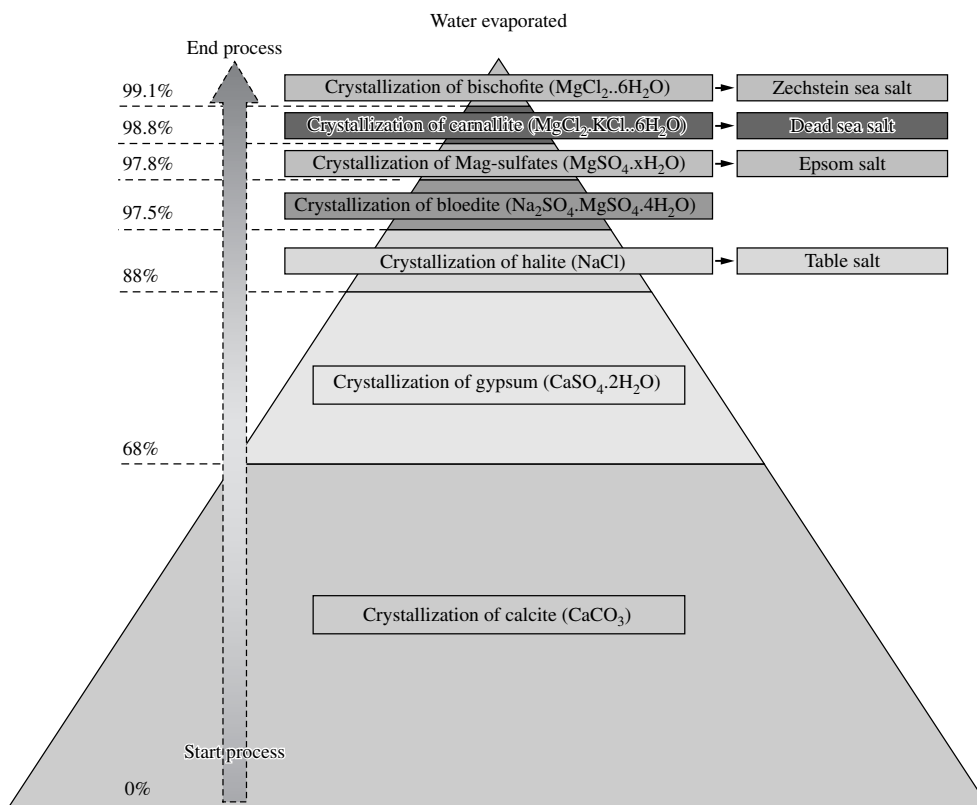 Water evaporated
End process
99.1%
Crystallization of bischofite (MgCl₂..6H₂O)
Zechstein sea salt
98.8%
Crystallization of carnallite (MgCl₂.KCl..6H₂O)
Dead sea salt
97.8%
Crystallization of Mag-sulfates (MgSO₄.xH₂O)
Epsom salt
97.5%
Crystallization of bloedite (Na₂SO₄.MgSO₄.4H₂O)
88%
Crystallization of halite (NaCl)
Table salt
Crystallization of gypsum (CaSO₄.2H₂O)
68%
Crystallization of calcite (CaCO₃)
Start process
0%